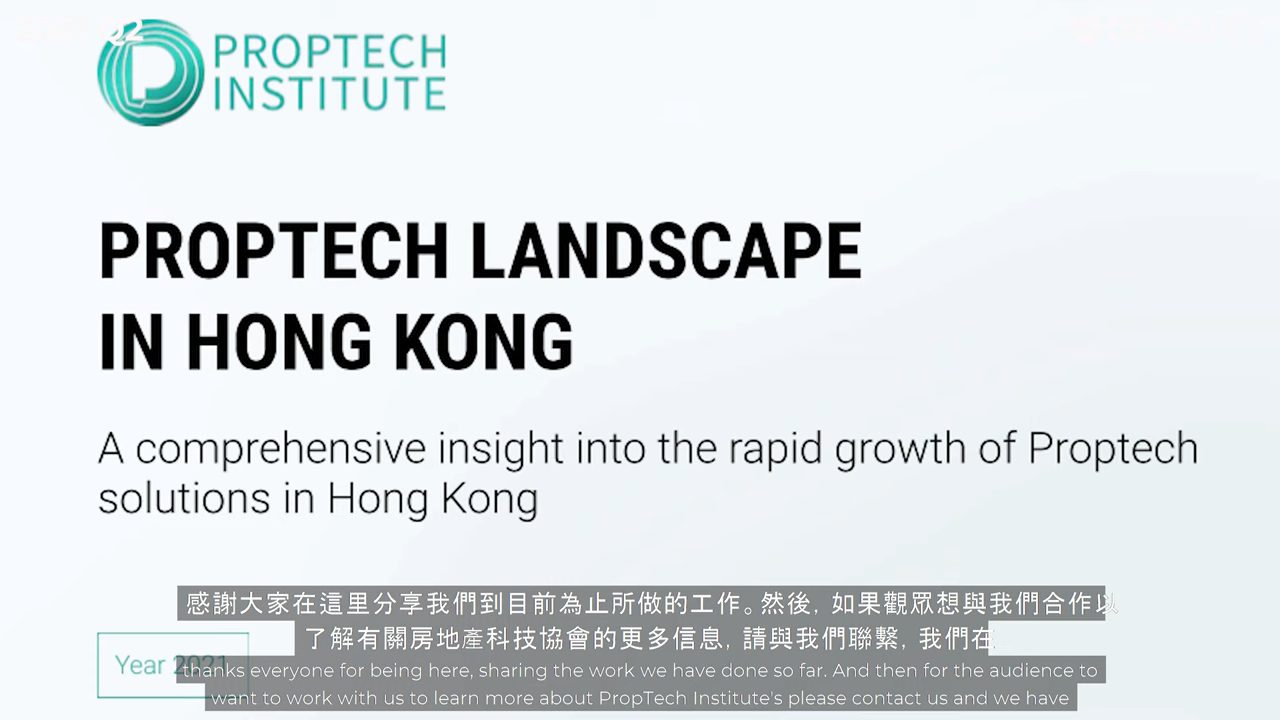 PROPTECH
INSTITUTE
PROPTECH LANDSCAPE
IN HONG KONG
A comprehensive insight into the rapid growth of Proptech
solutions in Hong Kong
感謝大家在這里分享我們到目前為止所做的工作。然後, 如果觀眾想與我們合作以
了解有關房地產科技協會的更多信息, 請與我們聯繫, 我們在
Year 2021
thanks everyone for being here, sharing the work we have done so far. And then for the audience to
want to work with us to learn more about PropTech Institute's please contact us and we have